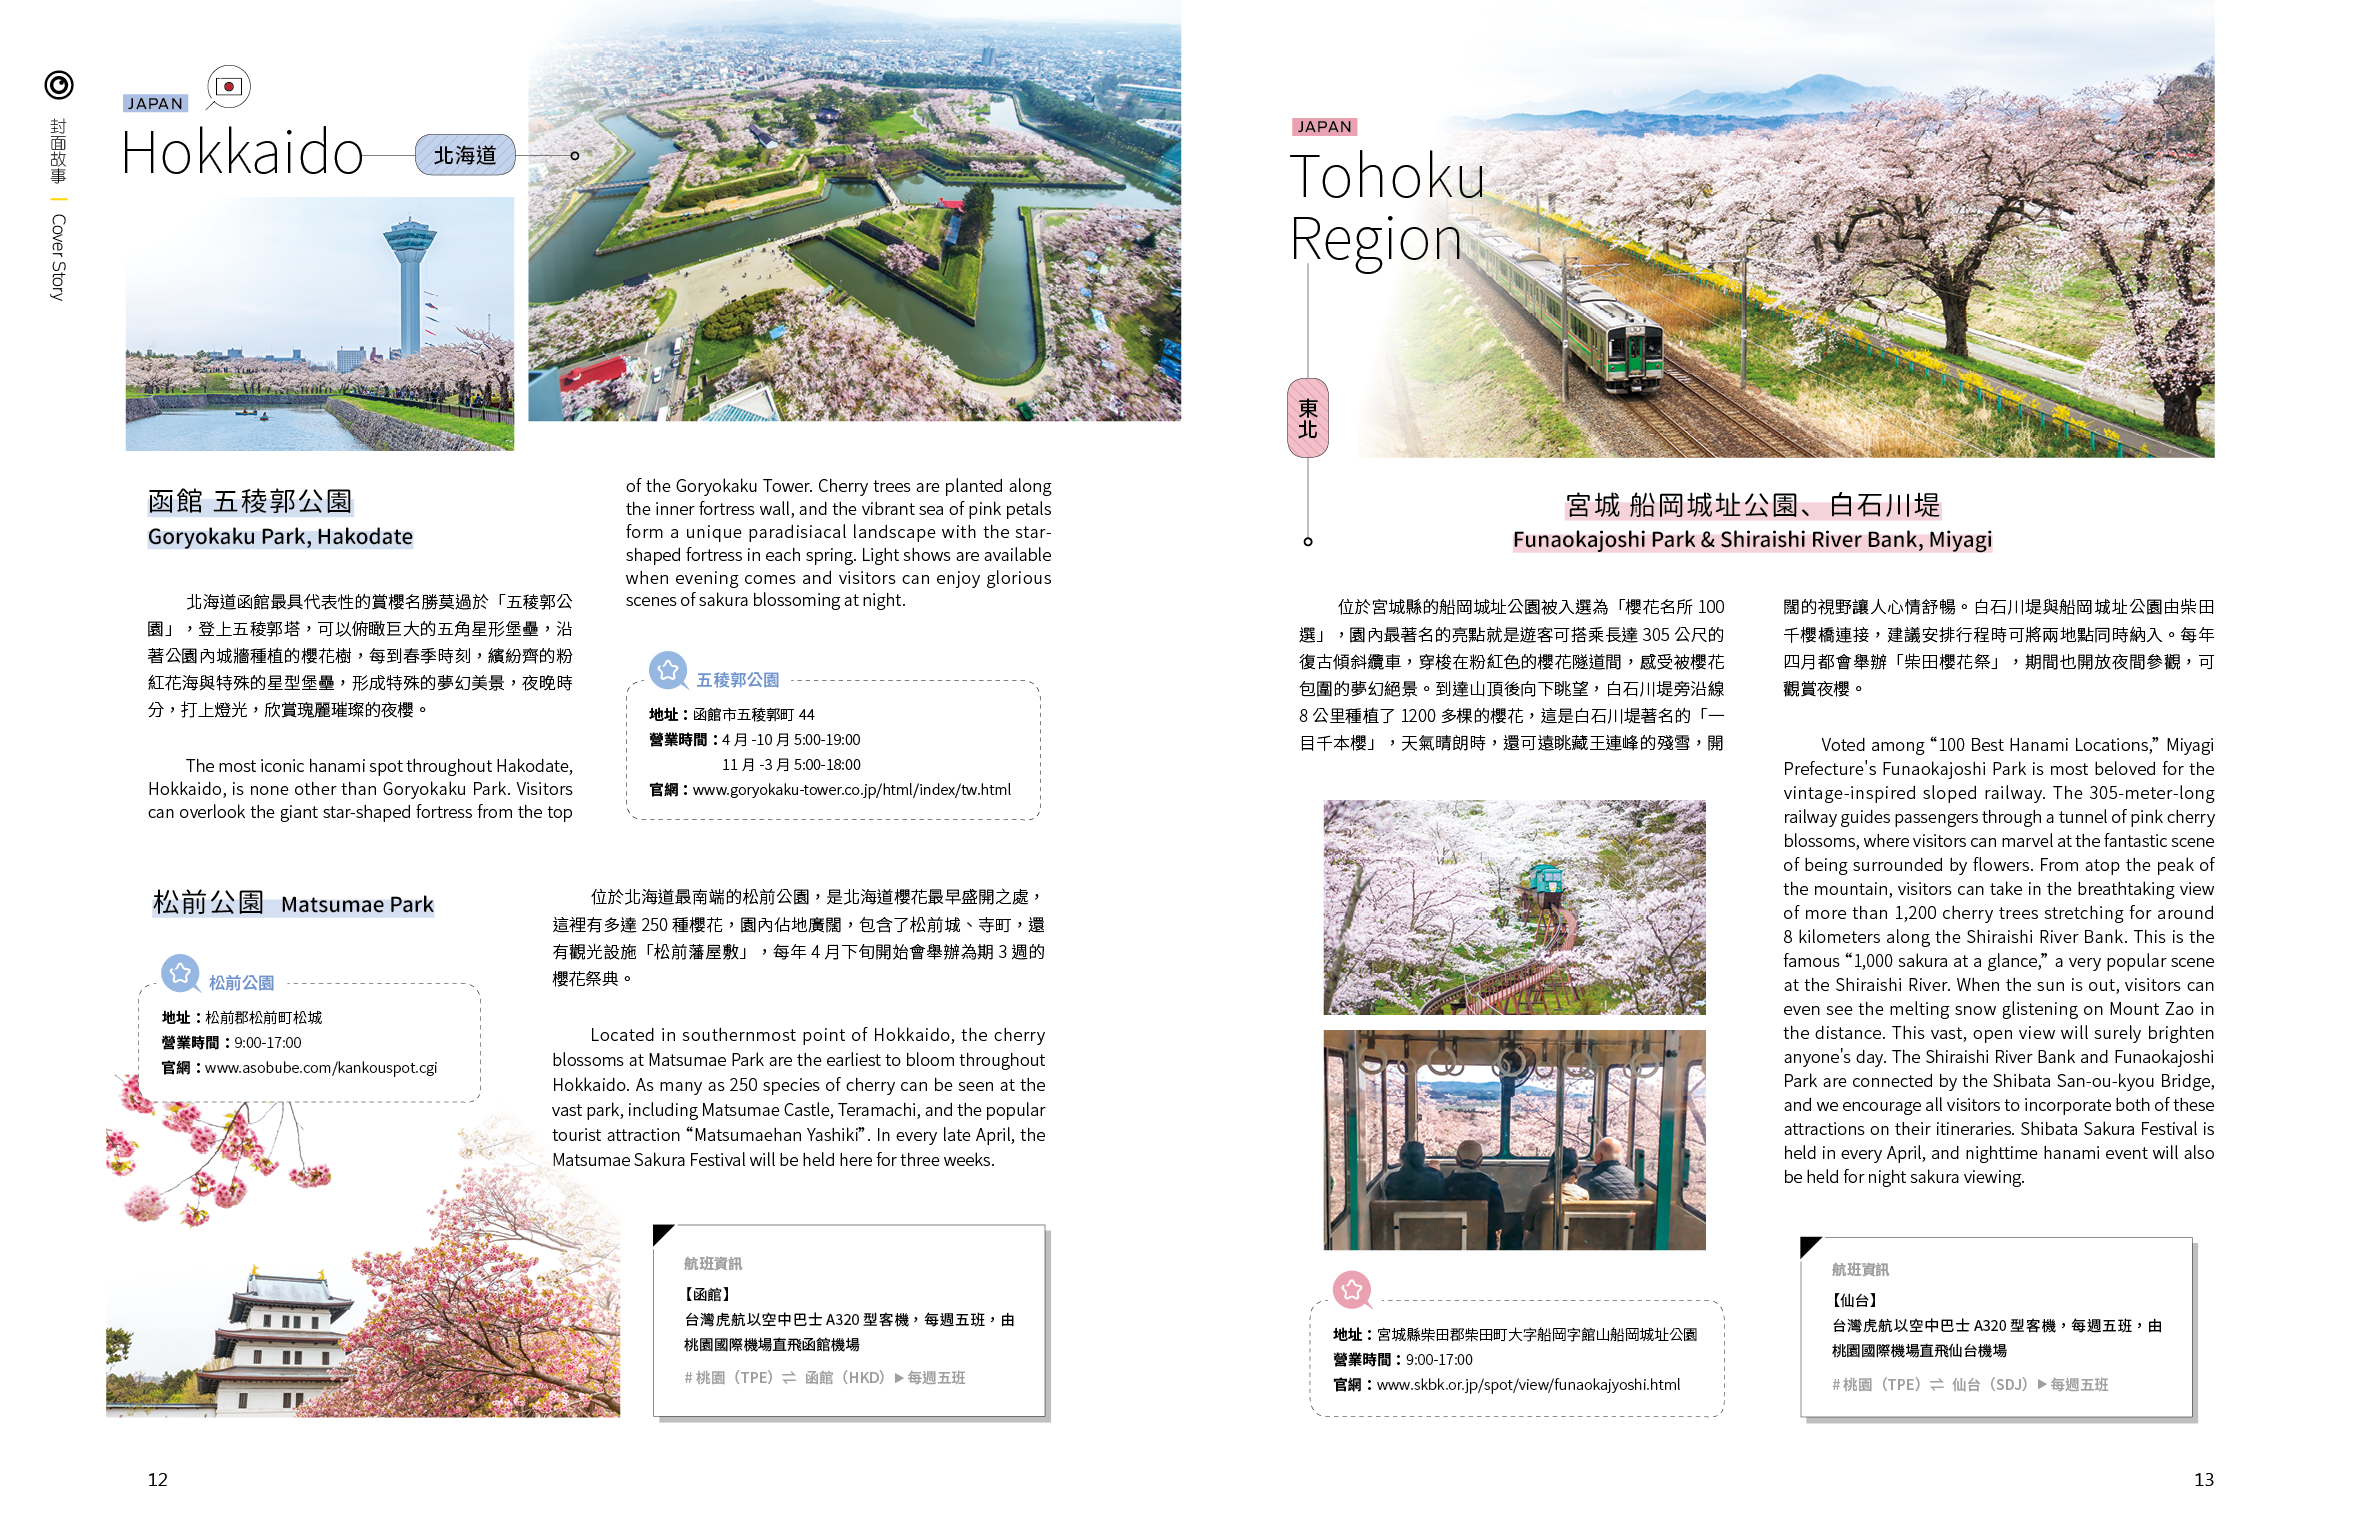 封面故事
Cover Story
JAPAN
Hokkaido
北海道
函館 五稜郭公園
Goryokaku Park, Hakodate
北海道函館最具代表性的賞櫻名勝莫過於「五稜郭公
園」，登上五稜郭塔，可以俯瞰巨大的五角星形堡壘，沿
著公園內城牆種植的櫻花樹，每到春季時刻，繽紛齊的粉
紅花海與特殊的星型堡壘，形成特殊的夢幻美景，夜晚時
分，打上燈光，欣賞瑰麗璀璨的夜櫻。
The most iconic hanami spot throughout Hakodate,
Hokkaido, is none other than Goryokaku Park. Visitors
can overlook the giant star-shaped fortress from the top
of the Goryokaku Tower. Cherry trees are planted along
the inner fortress wall, and the vibrant sea of pink petals
form a unique paradisiacal landscape with the star-
shaped fortress in each spring. Light shows are available
when evening comes and visitors can enjoy glorious
scenes of sakura blossoming at night.
五稜郭公園
地址：函館市五稜郭町 44
營業時間：4 月 -10 月 5:00-19:00
11 月 -3 月 5:00-18:00
官網：www.goryokaku-tower.co.jp/html/index/tw.html
松前公園 Matsumae Park
松前公園
地址：松前郡松前町松城
營業時間：9:00-17:00
官網：www.asobube.com/kankouspot.cgi
位於北海道最南端的松前公園，是北海道櫻花最早盛開之處，
這裡有多達 250 種櫻花，園內佔地廣闊，包含了松前城、寺町，還
有觀光設施「松前藩屋敷」，每年 4 月下旬開始會舉辦為期 3 週的
櫻花祭典。
Located in southernmost point of Hokkaido, the cherry
blossoms at Matsumae Park are the earliest to bloom throughout
Hokkaido. As many as 250 species of cherry can be seen at the
vast park, including Matsumae Castle, Teramachi, and the popular
tourist attraction “Matsumaehan Yashiki”. In every late April, the
Matsumae Sakura Festival will be held here for three weeks.
航班資訊
【函館】
台灣虎航以空中巴士 A320 型客機，每週五班，由
桃園國際機場直飛函館機場
# 桃園（TPE）⇌ 函館（HKD）▶ 每週五班
12
JAPAN
Tohoku
Region
東北
宮城 船岡城址公園、白石川堤
Funaokajoshi Park & Shiraishi River Bank, Miyagi
位於宮城縣的船岡城址公園被入選為「櫻花名所 100
選」，園內最著名的亮點就是遊客可搭乘長達 305 公尺的
復古傾斜纜車，穿梭在粉紅色的櫻花隧道間，感受被櫻花
包圍的夢幻絕景。到達山頂後向下眺望，白石川堤旁沿線
8 公里種植了 1200 多棵的櫻花，這是白石川堤著名的「一
目千本櫻」，天氣晴朗時，還可遠眺藏王連峰的殘雪，開
闊的視野讓人心情舒暢。白石川堤與船岡城址公園由柴田
千櫻橋連接，建議安排行程時可將兩地點同時納入。每年
四月都會舉辦「柴田櫻花祭」，期間也開放夜間參觀，可
觀賞夜櫻。
Voted among “100 Best Hanami Locations,” Miyagi
Prefecture's Funaokajoshi Park is most beloved for the
vintage-inspired sloped railway. The 305-meter-long
railway guides passengers through a tunnel of pink cherry
blossoms, where visitors can marvel at the fantastic scene
of being surrounded by flowers. From atop the peak of
the mountain, visitors can take in the breathtaking view
of more than 1,200 cherry trees stretching for around
8 kilometers along the Shiraishi River Bank. This is the
famous “1,000 sakura at a glance,” a very popular scene
at the Shiraishi River. When the sun is out, visitors can
even see the melting snow glistening on Mount Zao in
the distance. This vast, open view will surely brighten
anyone's day. The Shiraishi River Bank and Funaokajoshi
Park are connected by the Shibata San-ou-kyou Bridge,
and we encourage all visitors to incorporate both of these
attractions on their itineraries. Shibata Sakura Festival is
held in every April, and nighttime hanami event will also
be held for night sakura viewing.
地址：宮城縣柴田郡柴田町大字船岡字館山船岡城址公園
營業時間：9:00-17:00
官網：www.skbk.or.jp/spot/view/funaokajyoshi.html
航班資訊
【仙台】
台灣虎航以空中巴士 A320 型客機，每週五班，由
桃園國際機場直飛仙台機場
# 桃園（TPE）⇌ 仙台（SDJ）▶ 每週五班
13